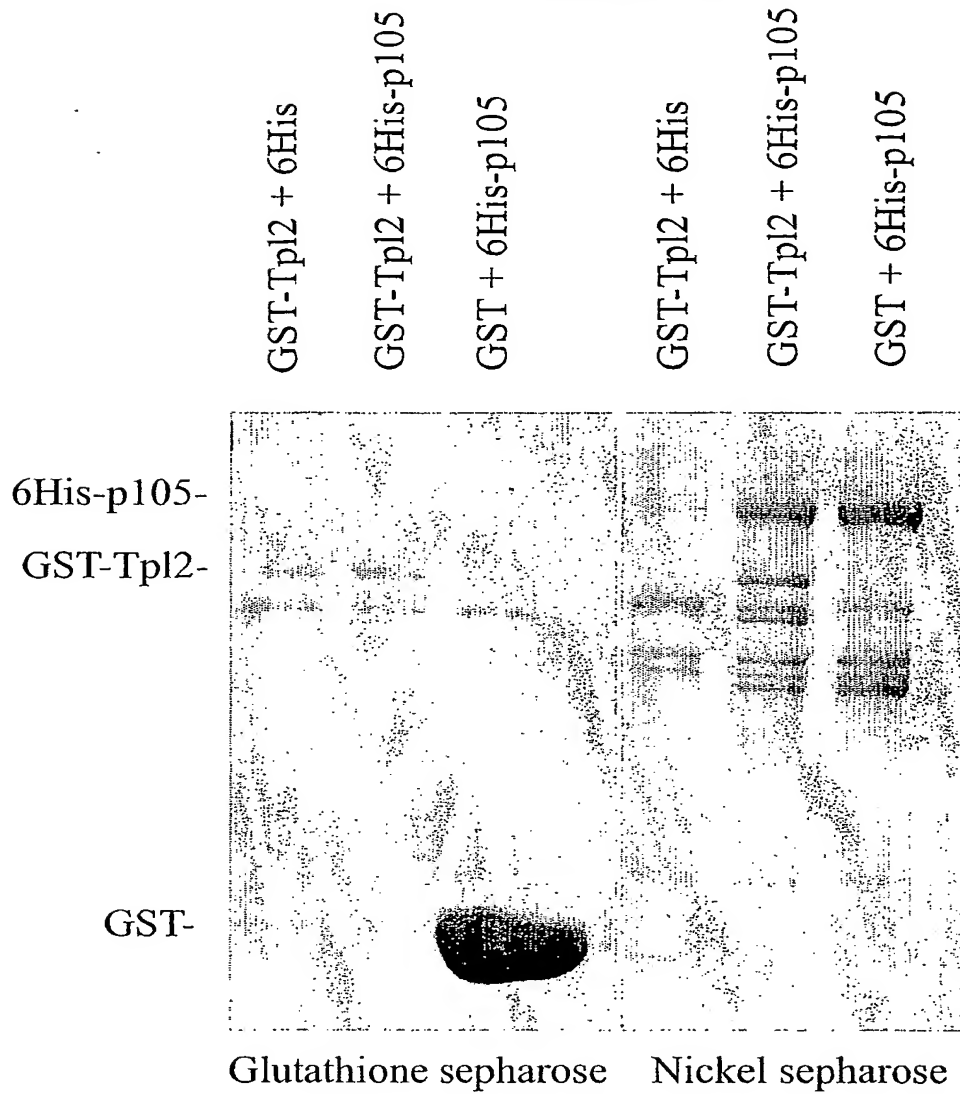 GST-Tpl2 + 6His
GST-Tpl2 + 6His-p105
GST + 6His-p105
GST-Tpl2 + 6His
GST-Tpl2 + 6His-p105
GST + 6His-p105
6His-p105-
GST-Tpl2-
GST-
Glutathione sepharose
Nickel sepharose